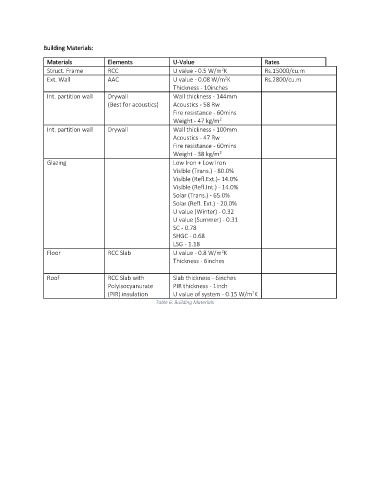 Building Materials:
Materials Elements U-Value Rates
Struct. Frame RCC U value - 0.5 W/m²K Rs.15000/cu.m
Ext. Wall AAC U value - 0.08 W/m²K Rs.2800/cu.m
Thickness - 10inches
Int. partition wall Drywall Wall thickness - 144mm
(Best for acoustics) Acoustics - 58 Rw
Fire resistance - 60mins
Weight - 47 kg/m²
Int. partition wall Drywall Wall thickness - 100mm
Acoustics - 47 Rw
Fire resistance - 60mins
Weight - 38 kg/m²
Glazing Low Iron + Low Iron
Visible (Trans.) - 80.0%
Visible (Refl.Ext.)- 14.0%
Visible (Refl.Int.) - 14.0%
Solar (Trans.) - 65.0%
Solar (Refl. Ext.) - 20.0%
U value (Winter) - 0.32
U value (Summer) - 0.31
SC - 0.78
SHGC - 0.68
LSG - 1.18
Floor RCC Slab U value - 0.8 W/m²K
Thickness - 6inches
Roof RCC Slab with Slab thickness - 6inches
Polyisocyanurate PIR thickness - 1inch
(PIR) insulation U value of system - 0.15 W/m²K
Table 6: Building Materials